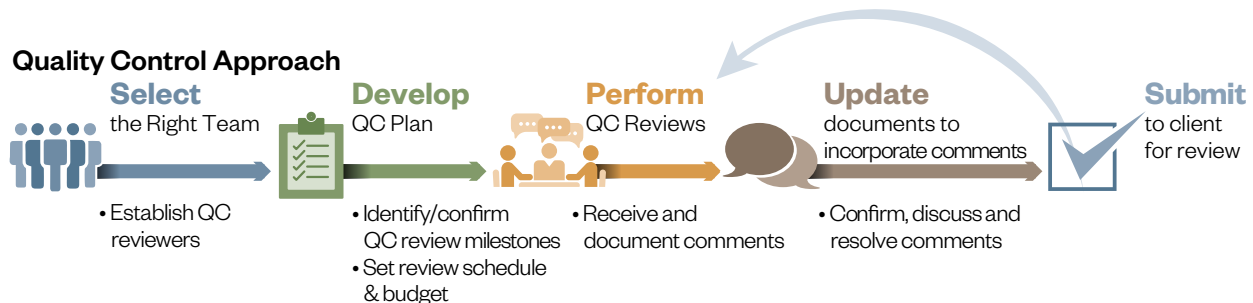 Quality Control Approach
Select
the Right Team
• Establish QC
reviewers
Develop
QC Plan
• Identify/confirm
QC review milestones
• Set review schedule
& budget
Perform
QC Reviews
• Receive and
document comments
Update
documents to
incorporate comments
• Confirm, discuss and
resolve comments
Submit
to client
for review